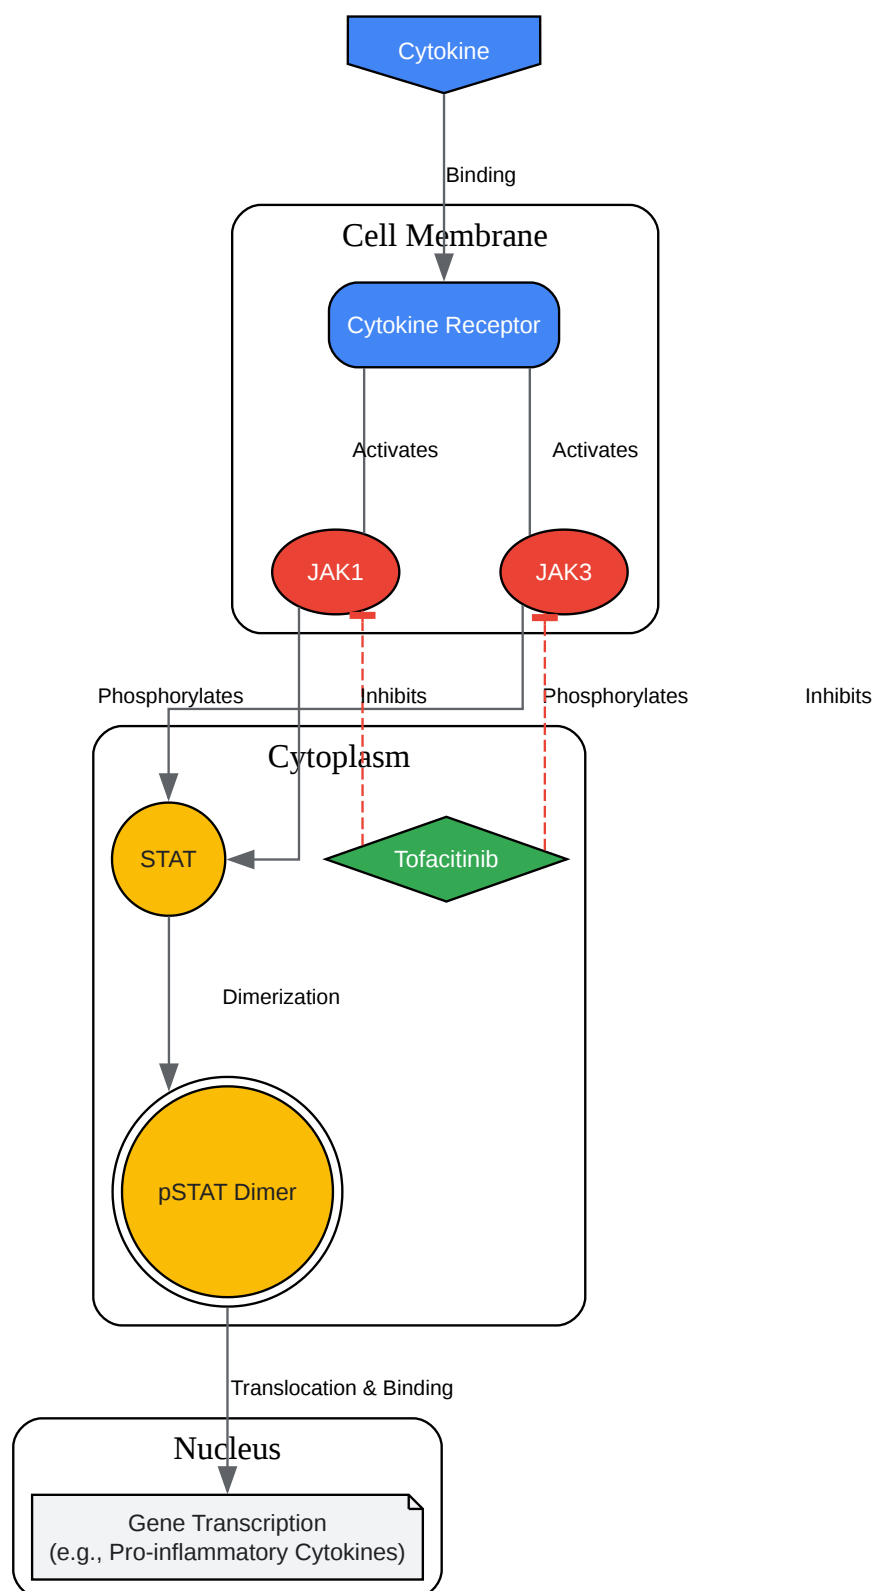 Cytokine
Binding
Cell Membrane
Cytokine Receptor
Activates
Activates
JAK1
JAK3
Phosphorylates
Inhibits
Phosphorylates
Inhibits
Cytoplasm
STAT
Tofacitinib
Dimerization
pSTAT Dimer
Translocation & Binding
Nucleus
Gene Transcription
(e.g., Pro-inflammatory Cytokines)